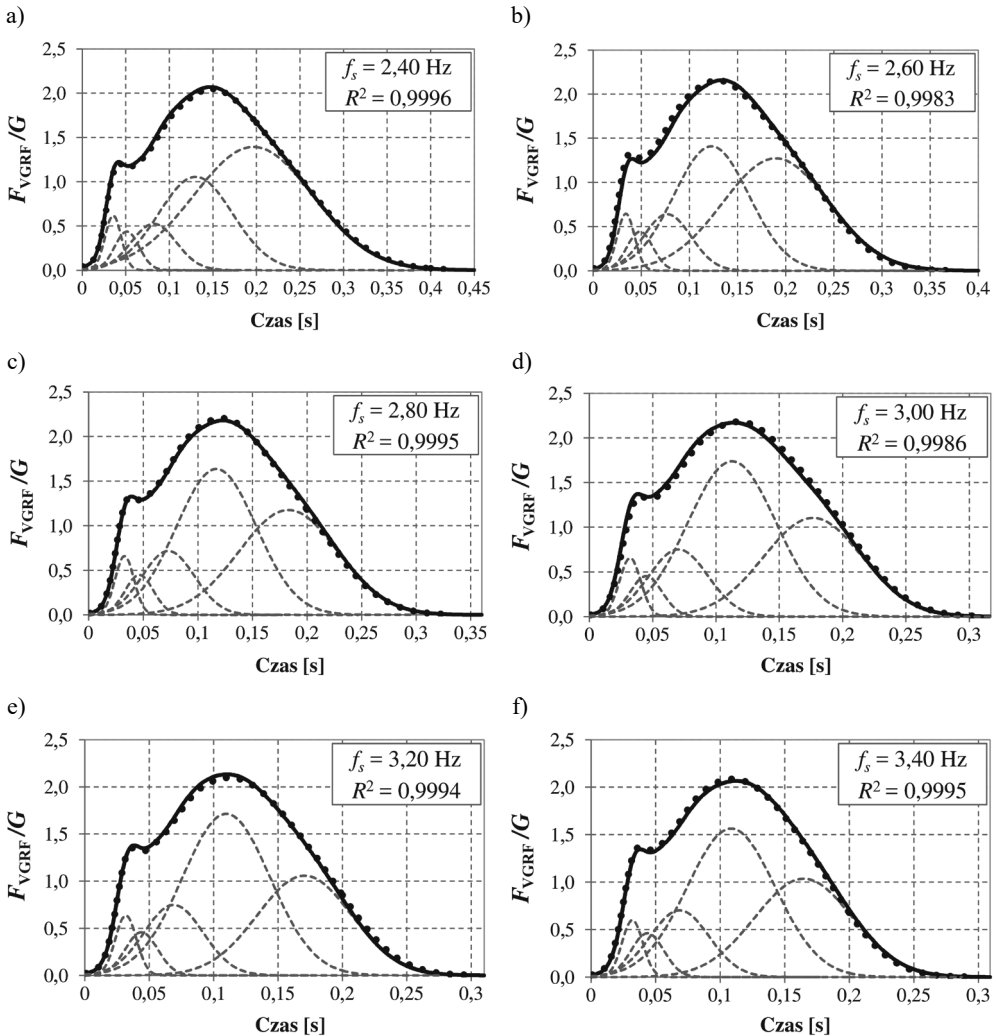 a)
2,5
2,0
1,5
1,0
0,5
0,0
F_VGRF/G
f_s = 2,40 Hz
R² = 0,9996
0 0,05 0,1 0,15 0,2 0,25 0,3 0,35 0,4 0,45
Czas [s]
b)
2,5
2,0
1,5
1,0
0,5
0,0
F_VGRF/G
f_s = 2,60 Hz
R² = 0,9983
0 0,05 0,1 0,15 0,2 0,25 0,3 0,35 0,4
Czas [s]
c)
2,5
2,0
1,5
1,0
0,5
0,0
F_VGRF/G
f_s = 2,80 Hz
R² = 0,9995
0 0,05 0,1 0,15 0,2 0,25 0,3 0,35
Czas [s]
d)
2,5
2,0
1,5
1,0
0,5
0,0
F_VGRF/G
f_s = 3,00 Hz
R² = 0,9986
0 0,05 0,1 0,15 0,2 0,25 0,3
Czas [s]
e)
2,5
2,0
1,5
1,0
0,5
0,0
F_VGRF/G
f_s = 3,20 Hz
R² = 0,9994
0 0,05 0,1 0,15 0,2 0,25 0,3
Czas [s]
f)
2,5
2,0
1,5
1,0
0,5
0,0
F_VGRF/G
f_s = 3,40 Hz
R² = 0,9995
0 0,05 0,1 0,15 0,2 0,25 0,3
Czas [s]